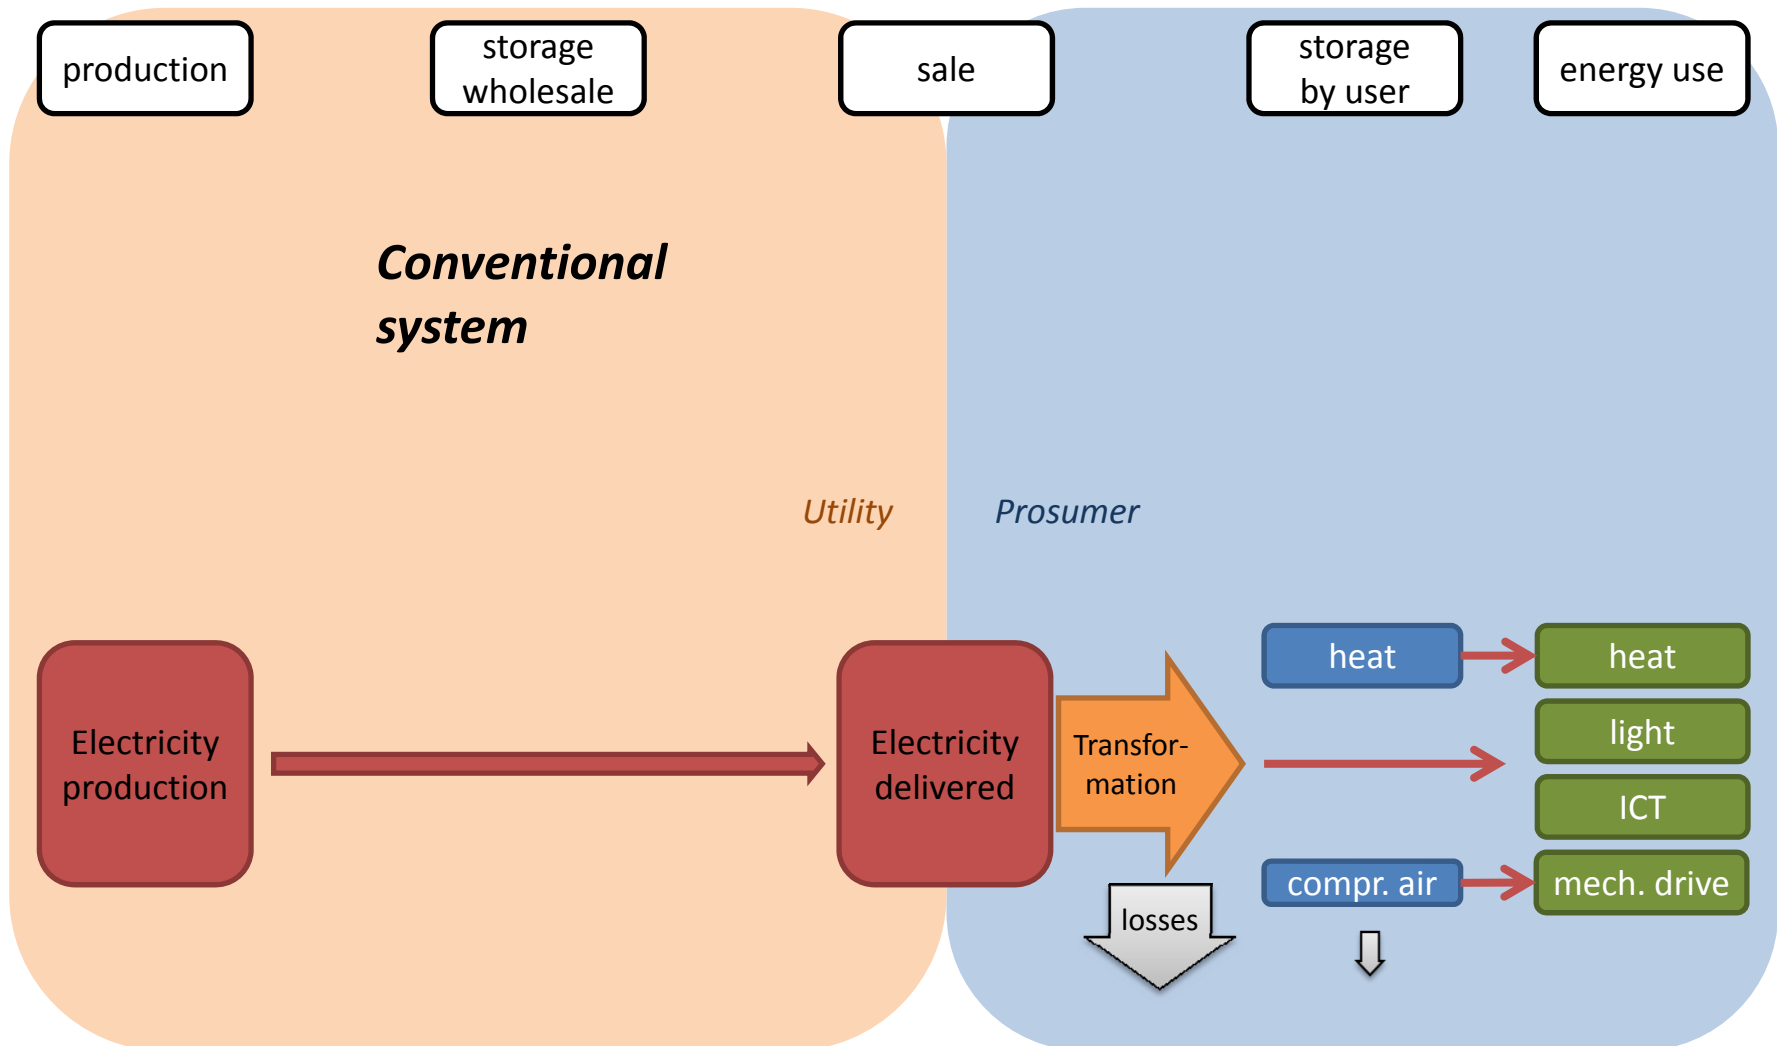 production
storage
wholesale
sale
storage
by user
energy use
Conventional
system
Utility
Prosumer
Electricity
production
Electricity
delivered
Transfor-
mation
losses
heat
compr. air
heat
light
ICT
mech. drive